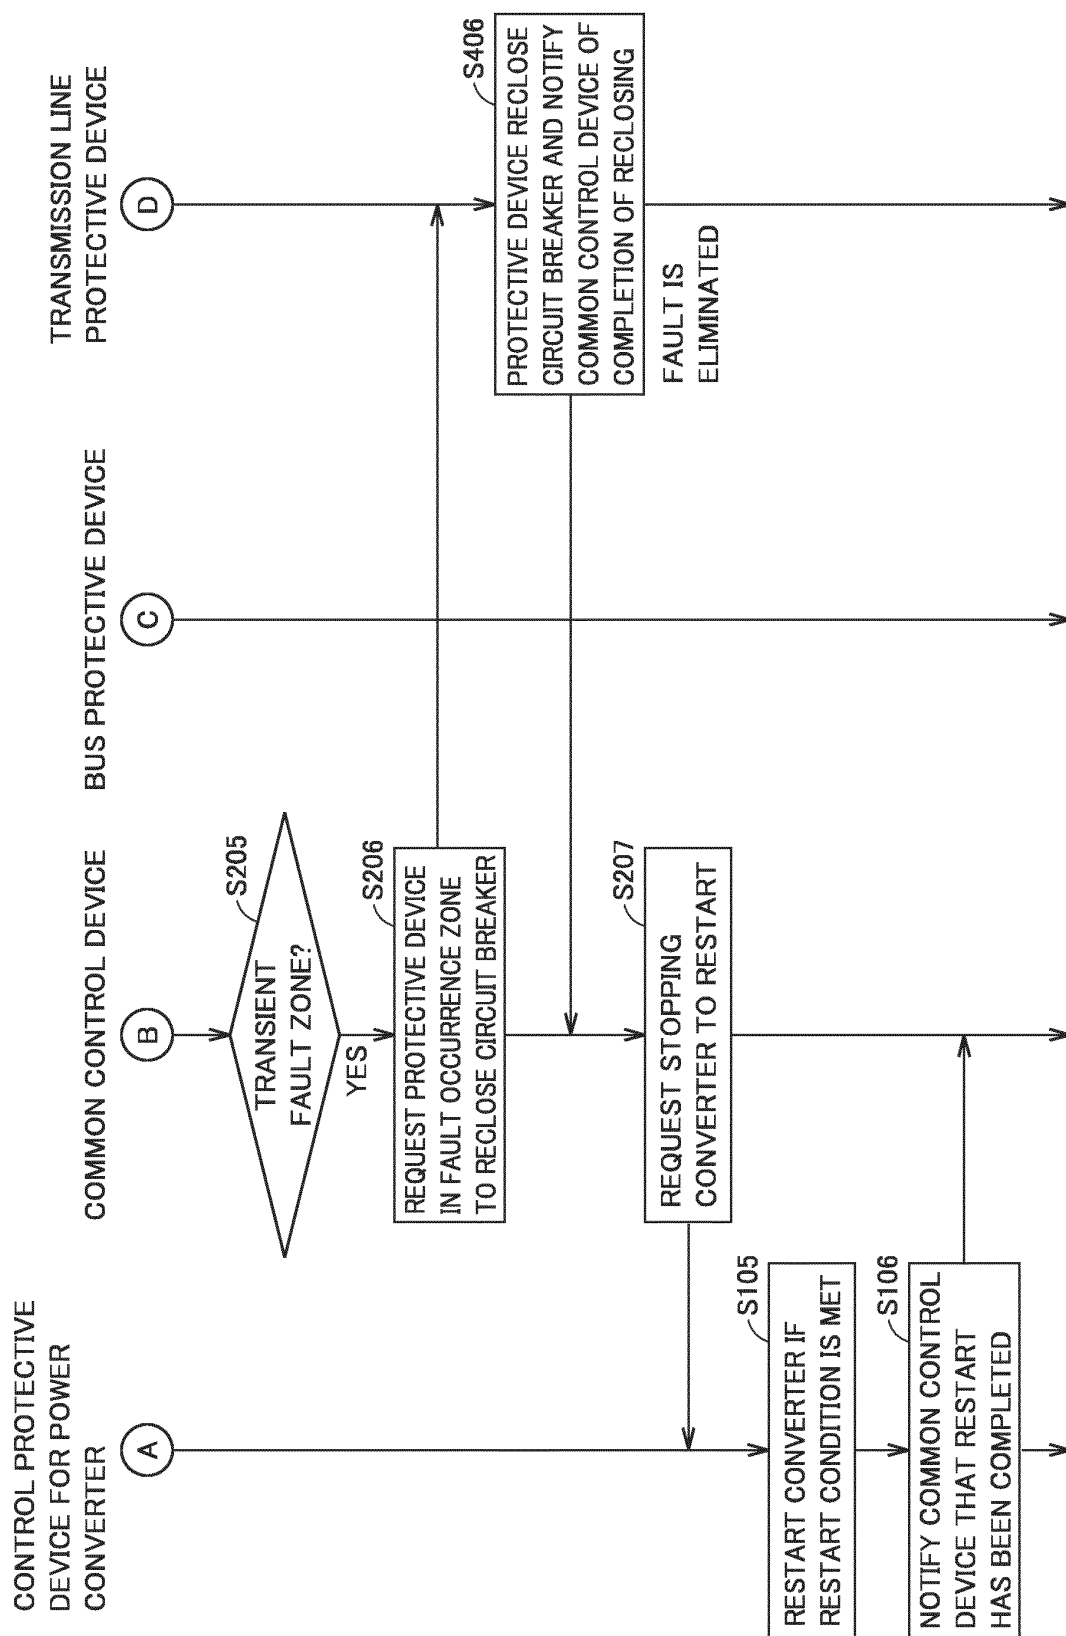 CONTROL PROTECTIVE
DEVICE FOR POWER
CONVERTER
COMMON CONTROL DEVICE
BUS PROTECTIVE DEVICE
TRANSMISSION LINE
PROTECTIVE DEVICE
A
B
C
D
S205
TRANSIENT
FAULT ZONE?
YES
S206
REQUEST PROTECTIVE DEVICE
IN FAULT OCCURRENCE ZONE
TO RECLOSE CIRCUIT BREAKER
S406
PROTECTIVE DEVICE RECLOSE
CIRCUIT BREAKER AND NOTIFY
COMMON CONTROL DEVICE OF
COMPLETION OF RECLOSING
FAULT IS
ELIMINATED
S207
REQUEST STOPPING
CONVERTER TO RESTART
S105
RESTART CONVERTER IF
RESTART CONDITION IS MET
S106
NOTIFY COMMON CONTROL
DEVICE THAT RESTART
HAS BEEN COMPLETED